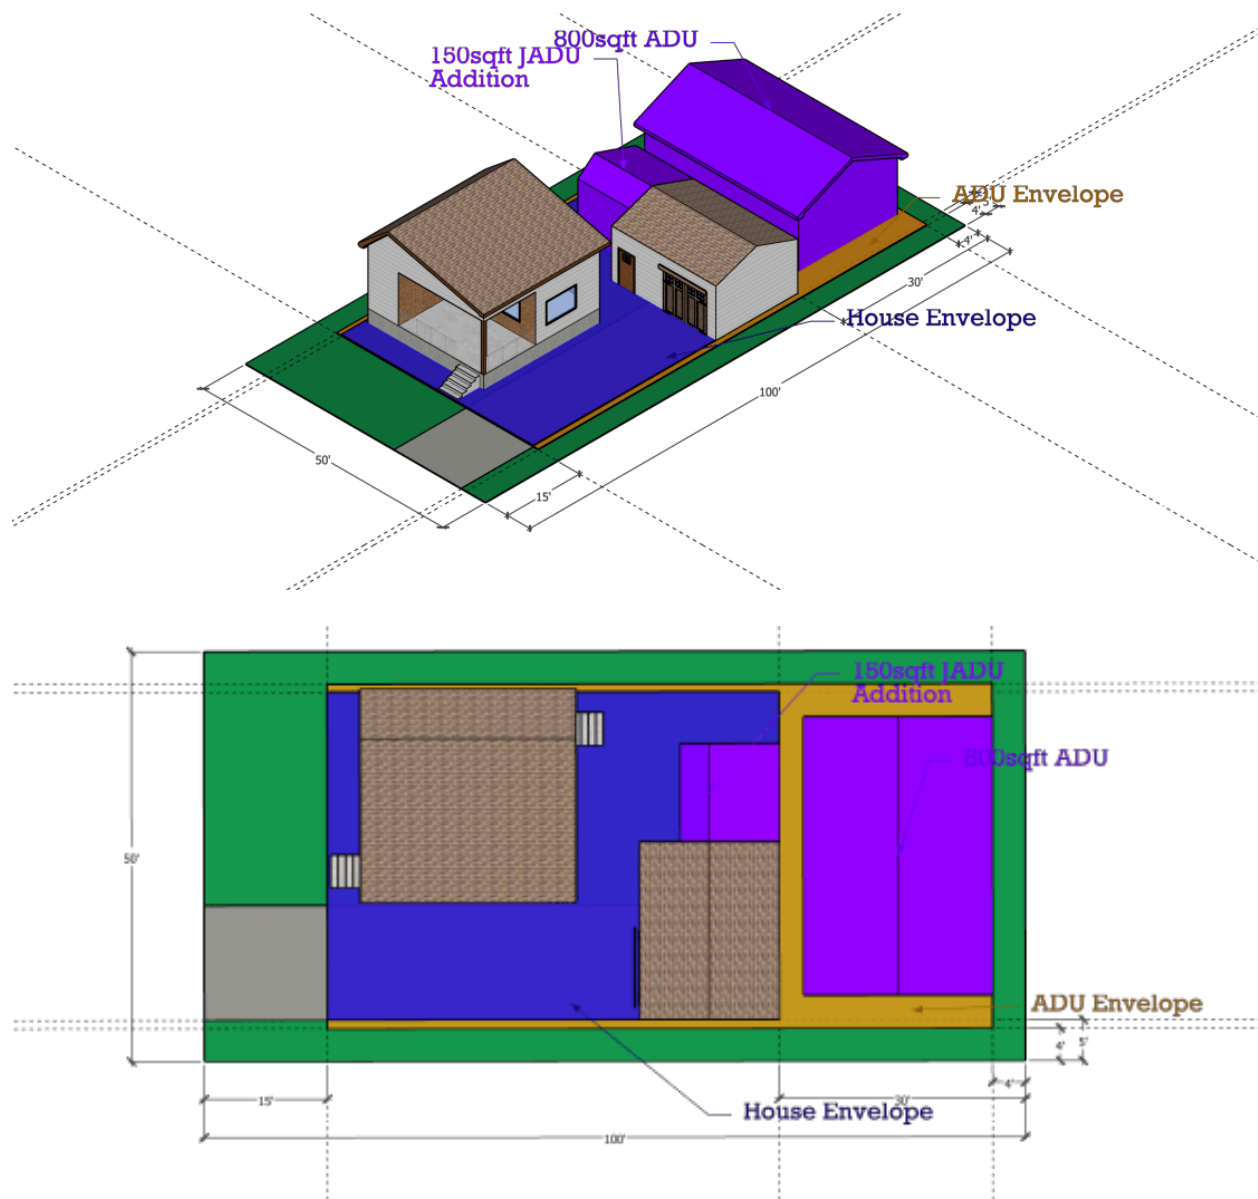 800sqft ADU
150sqft JADU
Addition
ADU Envelope
5'
4'
4'
30'
House Envelope
100'
50'
15'
150sqft JADU
Addition
800sqft ADU
50'
ADU Envelope
4'
5'
4'
15'
30'
House Envelope
100'